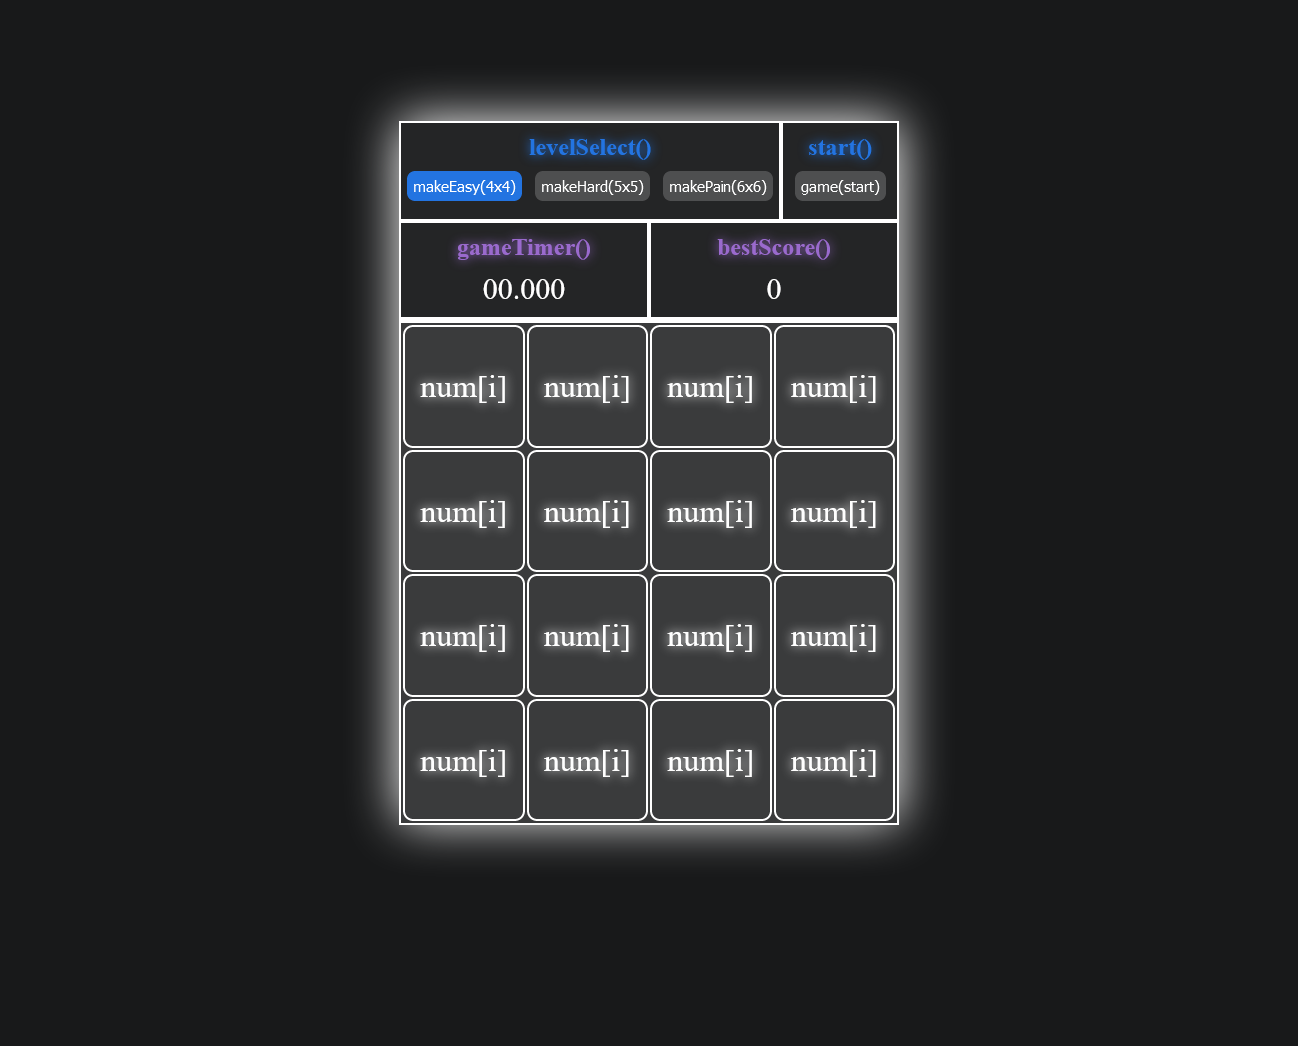 levelSelect() start()
makeEasy(4x4) makeHard(5x5) makePain(6x6) game(start)
gameTimer() bestScore()
00.000 0
num[i] num[i] num[i] num[i]
num[i] num[i] num[i] num[i]
num[i] num[i] num[i] num[i]
num[i] num[i] num[i] num[i]